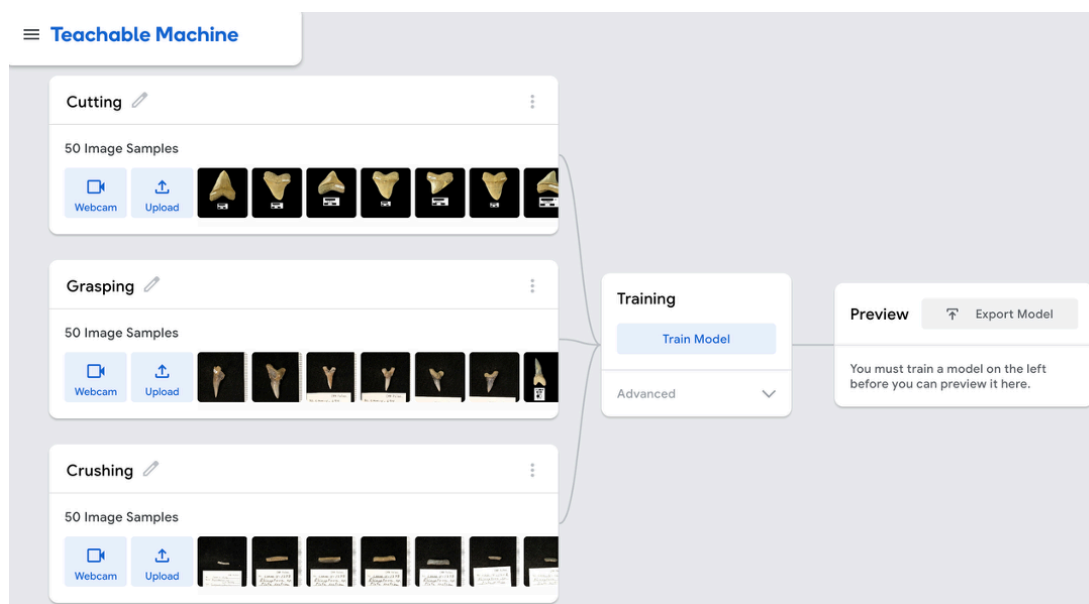 Teachable Machine
Cutting
50 Image Samples
Webcam
Upload
Grasping
50 Image Samples
Webcam
Upload
Crushing
50 Image Samples
Webcam
Upload
Training
Train Model
Advanced
Preview
Export Model
You must train a model on the left
before you can preview it here.